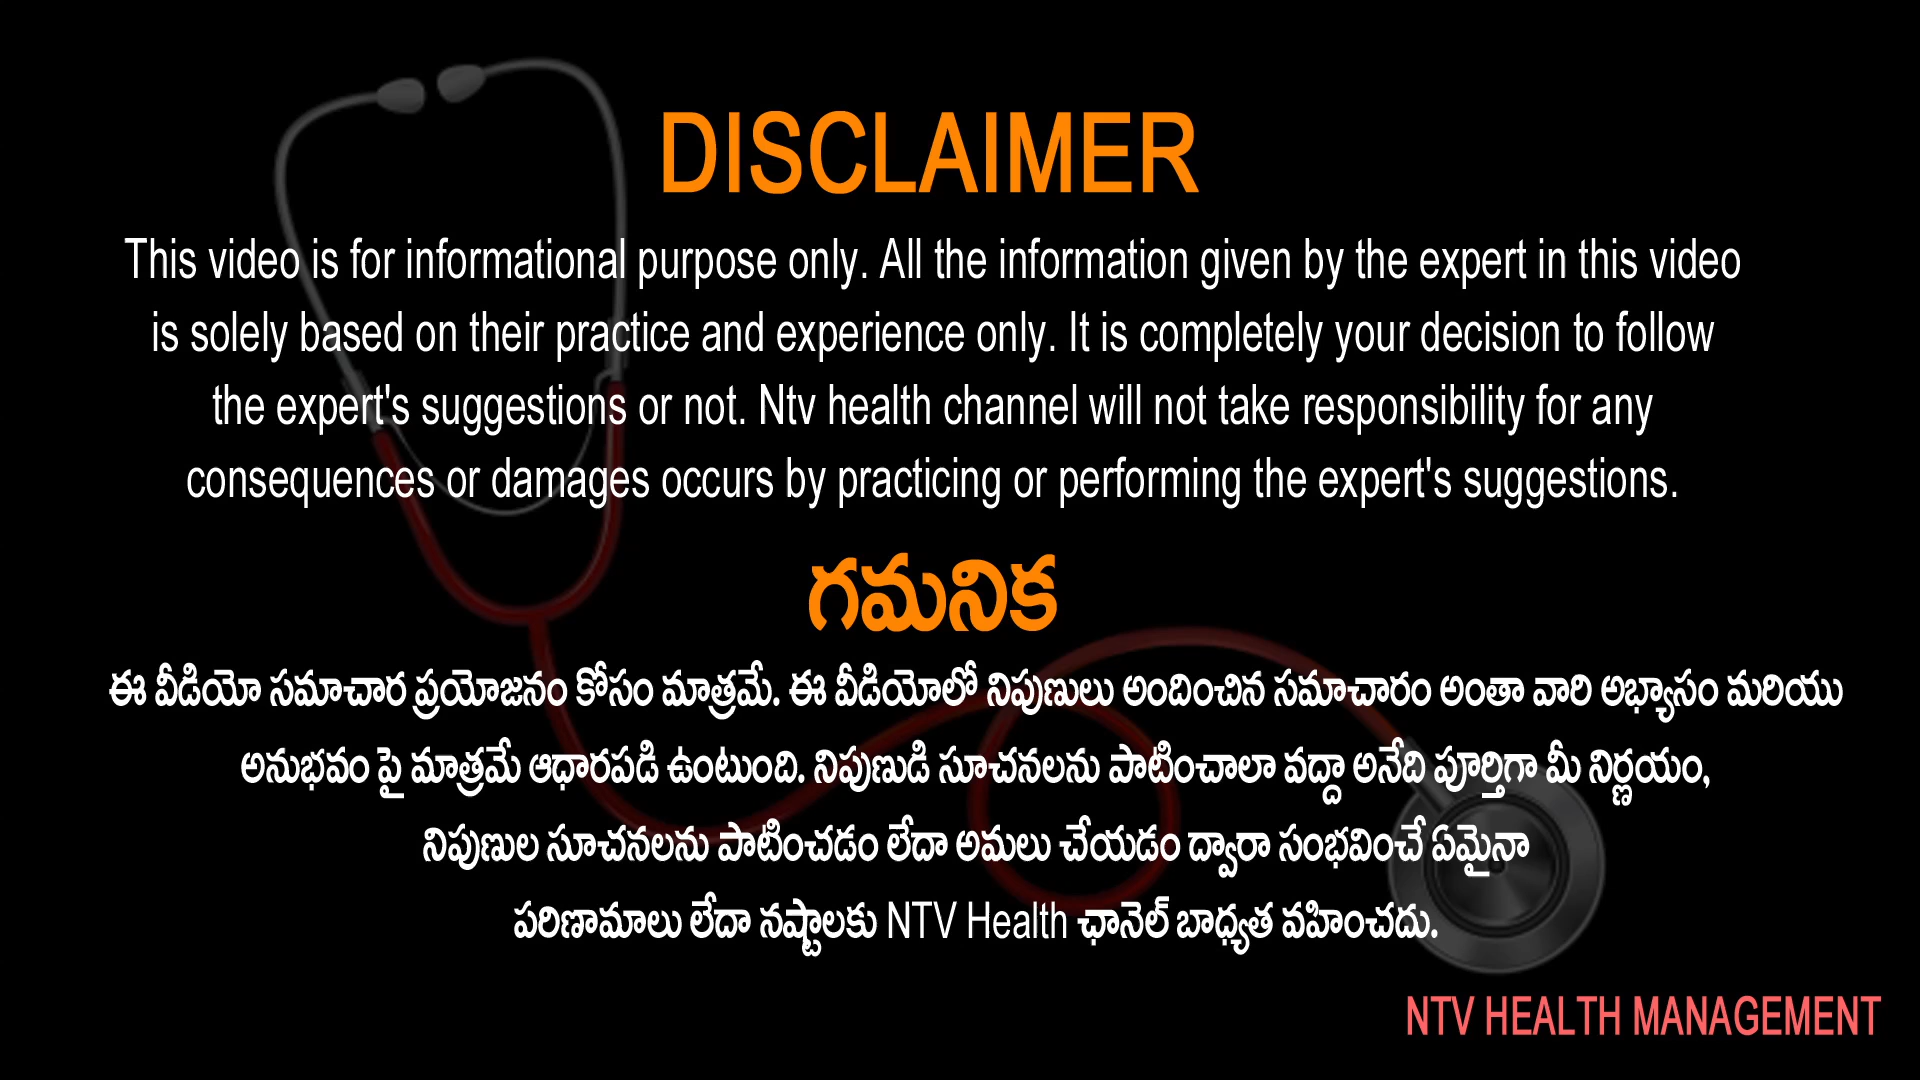 DISCLAIMER
This video is for informational purpose only. All the information given by the expert in this video
is solely based on their practice and experience only. It is completely your decision to follow
the expert's suggestions or not. Ntv health channel will not take responsibility for any
consequences or damages occurs by practicing or performing the expert's suggestions.
గమనిక
ఈ వీడియో సమాచార ప్రయోజనం కోసం మాత్రమే. ఈ వీడియోలో నిపుణులు అందించిన సమాచారం అంతా వారి అభ్యాసం మరియు
అనుభవం పై మాత్రమే ఆధారపడి ఉంటుంది. నిపుణుడి సూచనలను పాటించాలా వద్దా అనేది పూర్తిగా మీ నిర్ణయం,
నిపుణుల సూచనలను పాటించడం లేదా అమలు చేయడం ద్వారా సంభవించే ఏమైనా
పరిణామాలు లేదా నష్టాలకు NTV Health ఛానెల్ బాధ్యత వహించదు.
NTV HEALTH MANAGEMENT